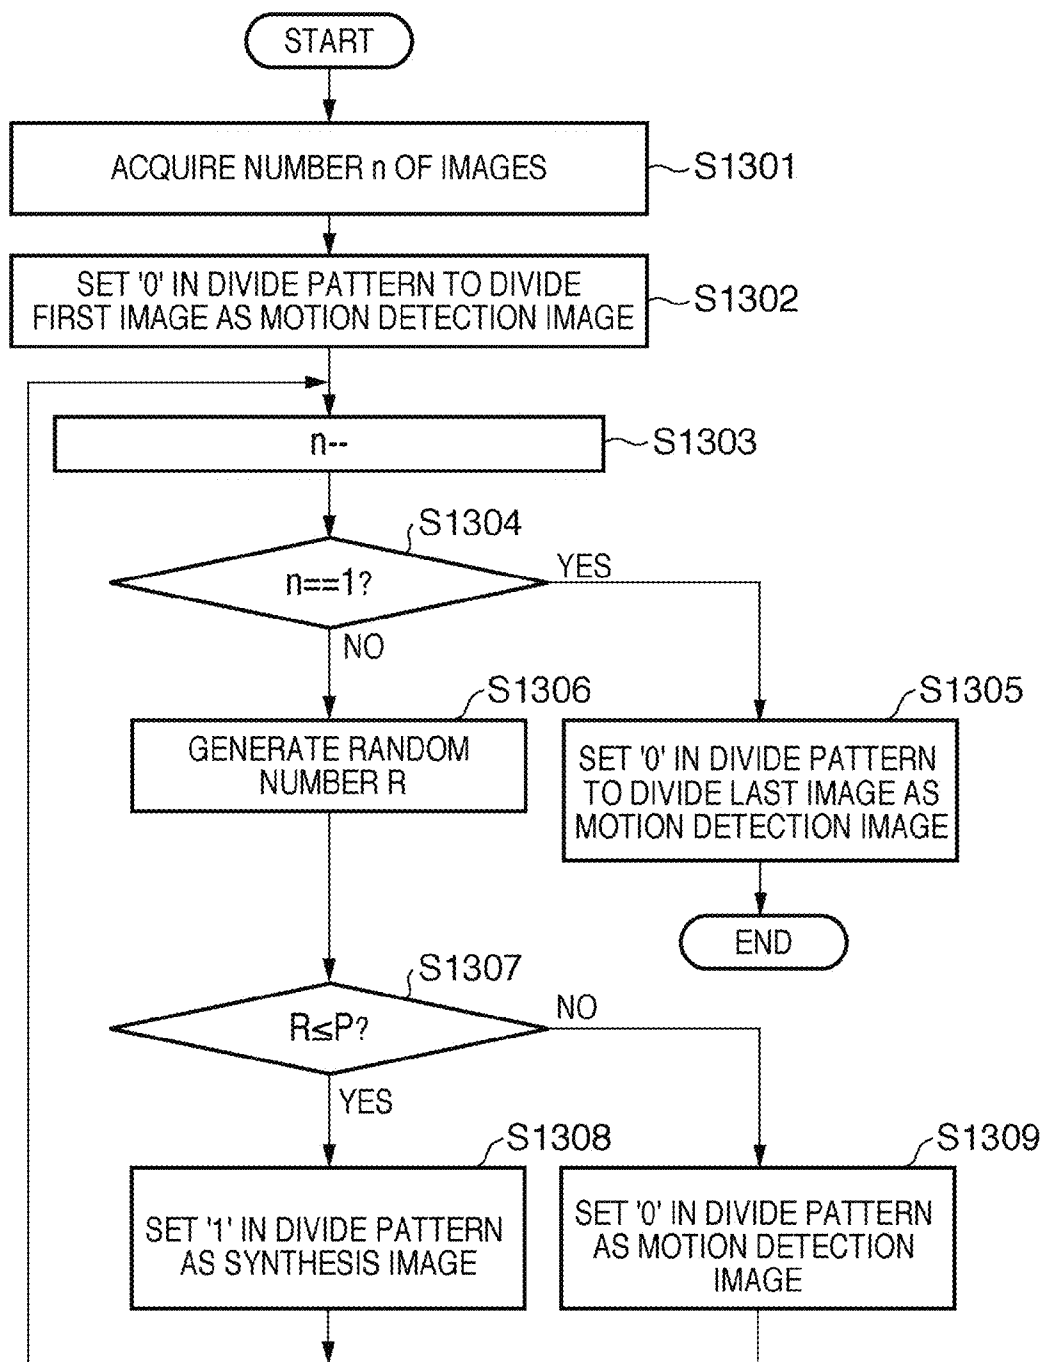 START
ACQUIRE NUMBER n OF IMAGES
S1301
SET '0' IN DIVIDE PATTERN TO DIVIDE
FIRST IMAGE AS MOTION DETECTION IMAGE
S1302
n--
S1303
S1304
n==1?
YES
NO
S1306
GENERATE RANDOM
NUMBER R
S1305
SET '0' IN DIVIDE PATTERN
TO DIVIDE LAST IMAGE AS
MOTION DETECTION IMAGE
END
S1307
R≤P?
NO
YES
S1308
SET '1' IN DIVIDE PATTERN
AS SYNTHESIS IMAGE
S1309
SET '0' IN DIVIDE PATTERN
AS MOTION DETECTION
IMAGE